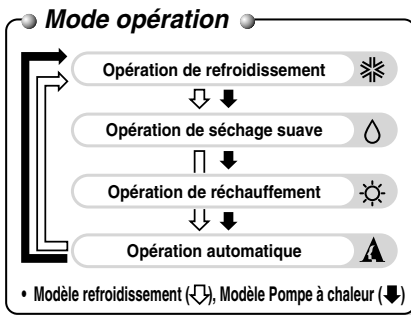 Mode opération
Opération de refroidissement
Opération de séchage suave
Opération de réchauffement
Opération automatique
• Modèle refroidissement (⇩), Modèle Pompe à chaleur (⬇)